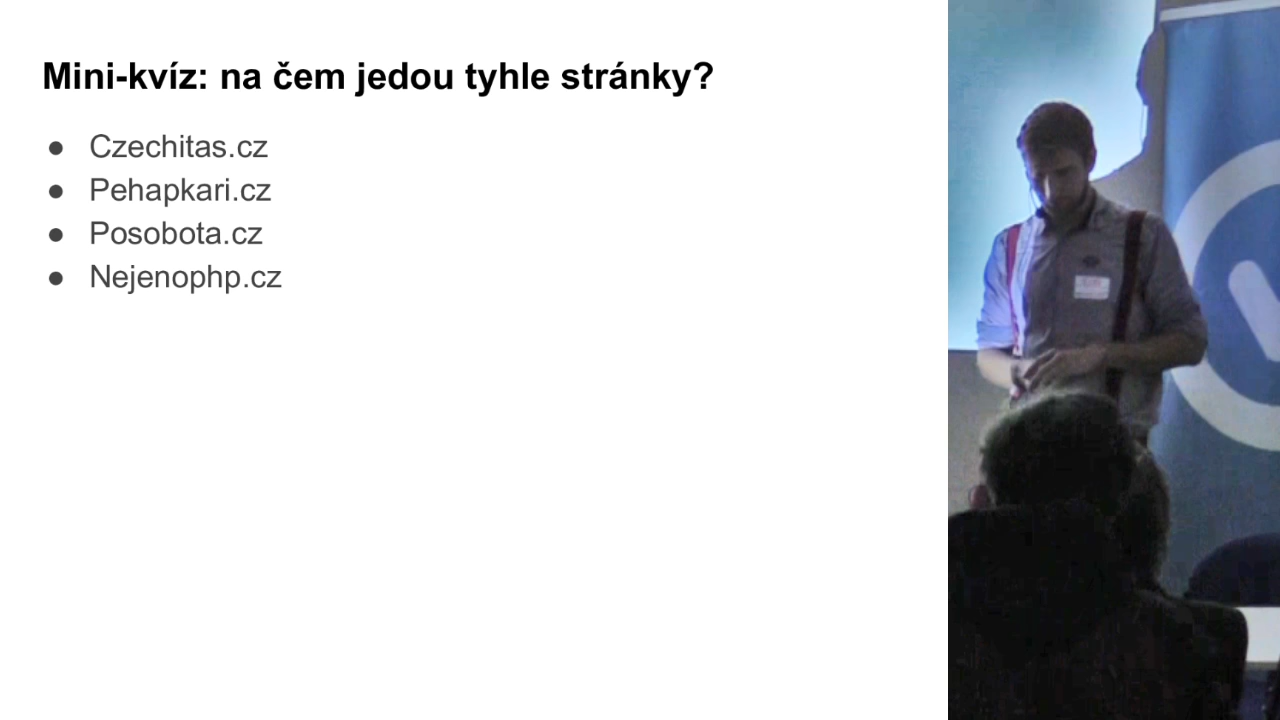 Mini-kvíz: na čem jedou tyhle stránky?
● Czechitas.cz
● Pehapkari.cz
● Posobota.cz
● Nejenophp.cz